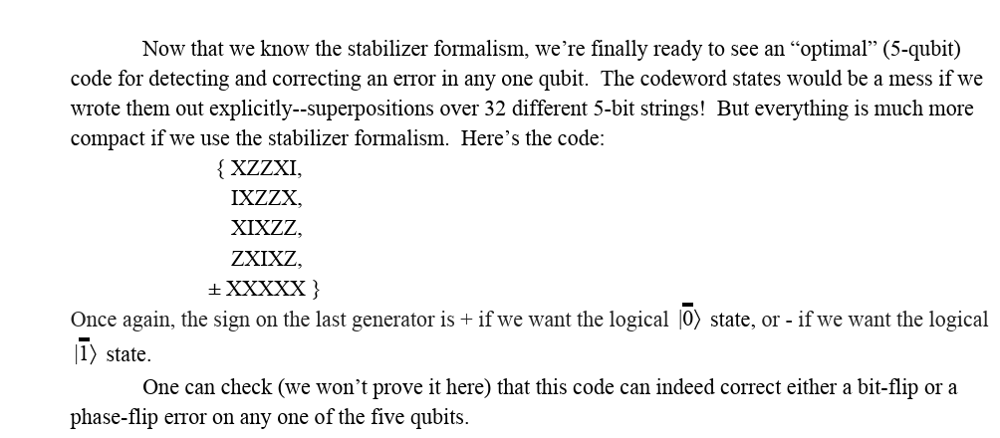 Now that we know the stabilizer formalism, we’re finally ready to see an “optimal” (5-qubit)
code for detecting and correcting an error in any one qubit.  The codeword states would be a mess if we
wrote them out explicitly--superpositions over 32 different 5-bit strings!  But everything is much more
compact if we use the stabilizer formalism.  Here’s the code:
{ XZZXI,
IXZZX,
XIXZZ,
ZXIXZ,
± XXXXX }
Once again, the sign on the last generator is + if we want the logical |0̅⟩ state, or - if we want the logical
|1̅⟩ state.
One can check (we won’t prove it here) that this code can indeed correct either a bit-flip or a
phase-flip error on any one of the five qubits.